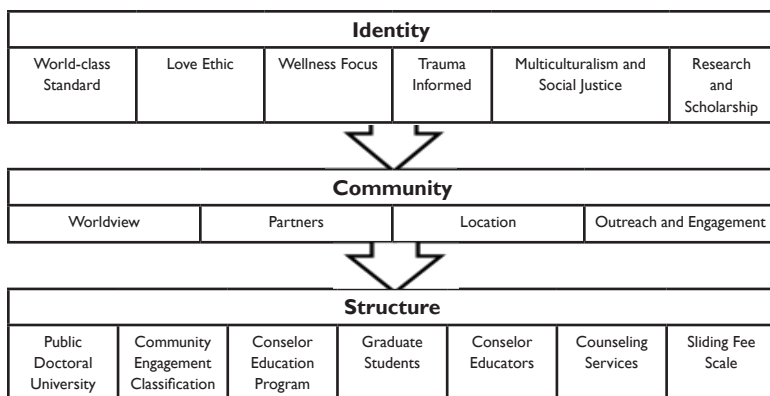 Identity
World-class
Standard
Love Ethic
Wellness Focus
Trauma
Informed
Multiculturalism and
Social Justice
Research
and
Scholarship
Community
Worldview
Partners
Location
Outreach and Engagement
Structure
Public
Doctoral
University
Community
Engagement
Classification
Conselor
Education
Program
Graduate
Students
Conselor
Educators
Counseling
Services
Sliding Fee
Scale